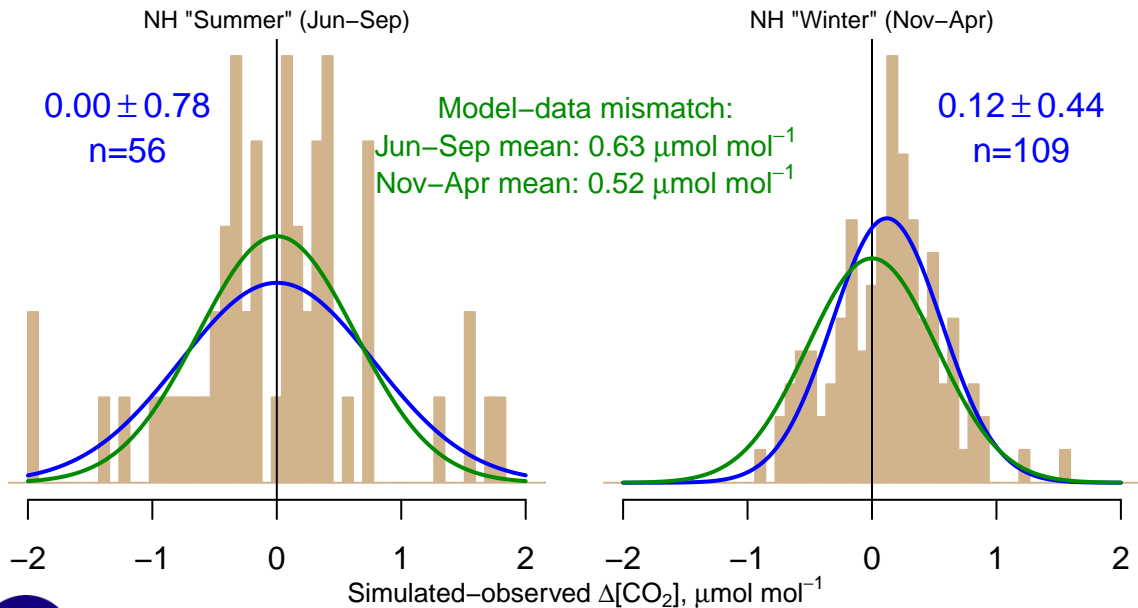 NH "Summer" (Jun−Sep)
0.00 ± 0.78
n=56
Model−data mismatch:
Jun−Sep mean: 0.63 μmol mol⁻¹
Nov−Apr mean: 0.52 μmol mol⁻¹
NH "Winter" (Nov−Apr)
0.12 ± 0.44
n=109
−2 −1 0 1 2
−2 −1 0 1 2
Simulated−observed Δ[CO₂], μmol mol⁻¹